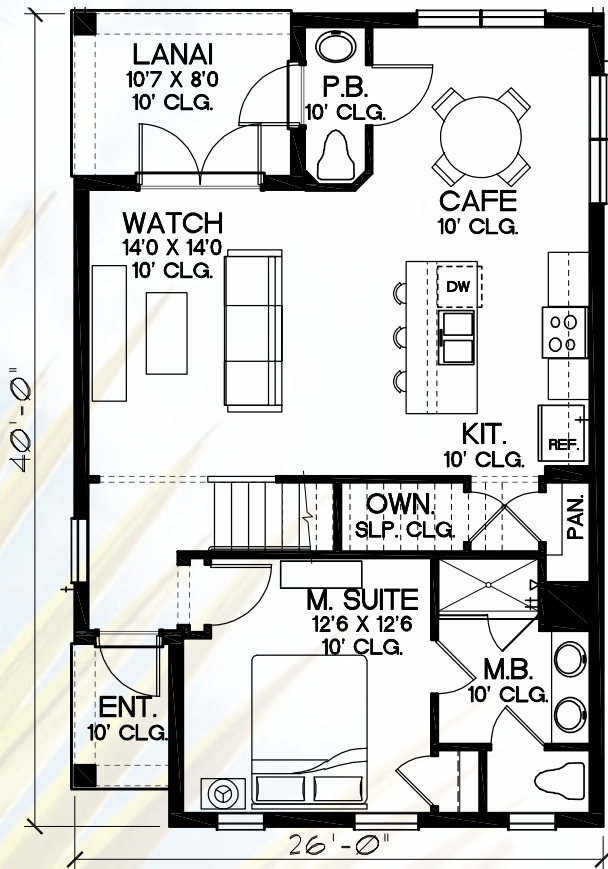 LANAI
10'7 X 8'0
10' CLG.
P.B.
10' CLG.
CAFE
10' CLG.
WATCH
14'0 X 14'0
10' CLG.
DW
40'-0"
KIT.
10' CLG.
REF.
OWN.
SLP. CLG.
PAN.
M. SUITE
12'6 X 12'6
10' CLG.
M.B.
10' CLG.
ENT.
10' CLG.
26'-0"